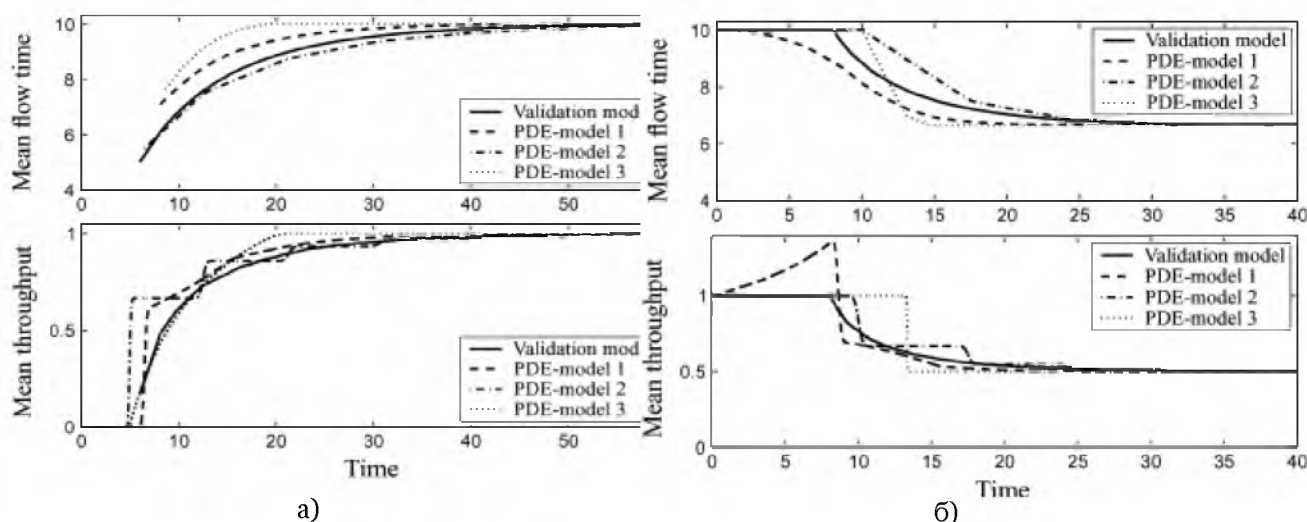 Mean flow time
10
8
6
4
0
10
20
30
40
50
Validation mod
PDE-model 1
PDE-model 2
PDE-model 3
Mean throughput
1
0.5
0
0
10
20
30
40
50
Validation mod
PDE-model 1
PDE-model 2
PDE-model 3
Time
а)
Mean flow time
10
8
6
4
0
5
10
15
20
25
30
35
40
Validation model
PDE-model 1
PDE-model 2
PDE-model 3
Mean throughput
1
0.5
0
0
5
10
15
20
25
30
35
40
Validation model
PDE-model 1
PDE-model 2
PDE-model 3
Time
б)